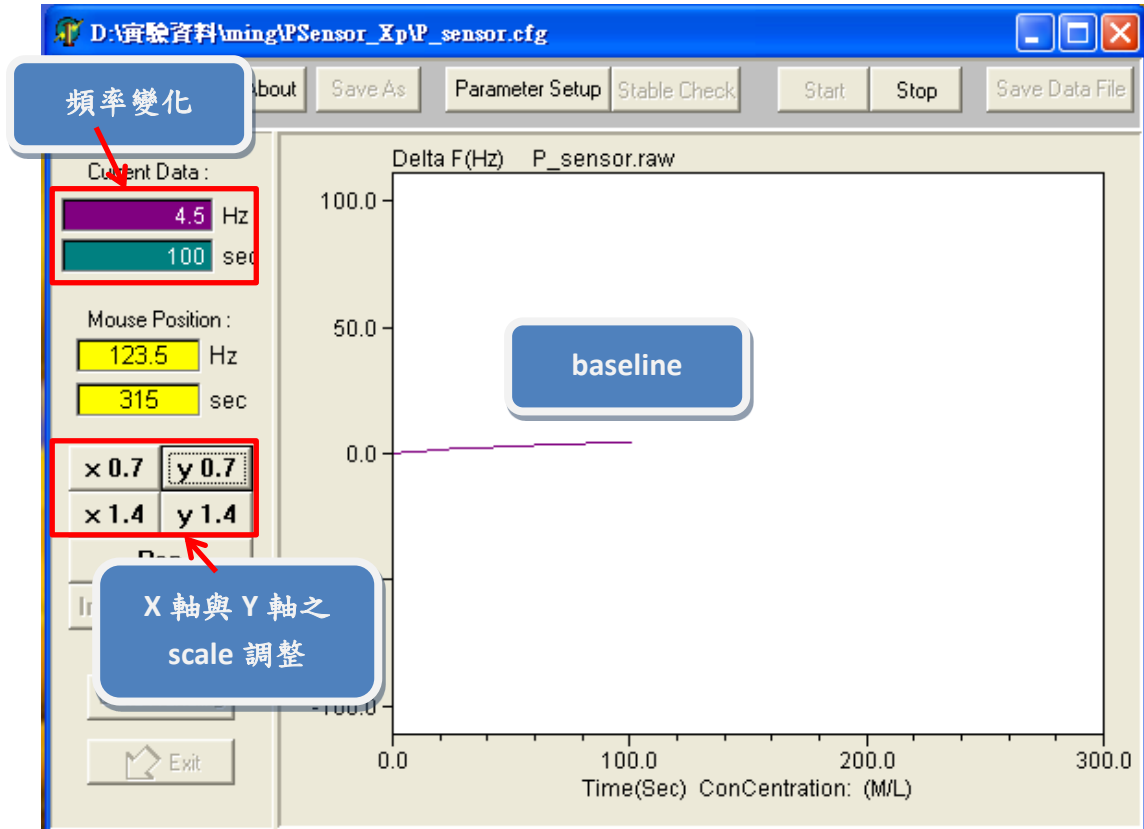 D:\實驗資料\ming\PSensor_Xp\P_sensor.cfg
頻率變化
Save As
Parameter Setup
Stable Check
Start
Stop
Save Data File
Current Data :
4.5 Hz
100 sec
Mouse Position :
123.5 Hz
315 sec
x 0.7
y 0.7
x 1.4
y 1.4
X 軸與 Y 軸之
scale 調整
Exit
Delta F(Hz) P_sensor.raw
100.0
50.0
baseline
0.0
-100.0
0.0
100.0
200.0
300.0
Time(Sec) ConCentration: (M/L)